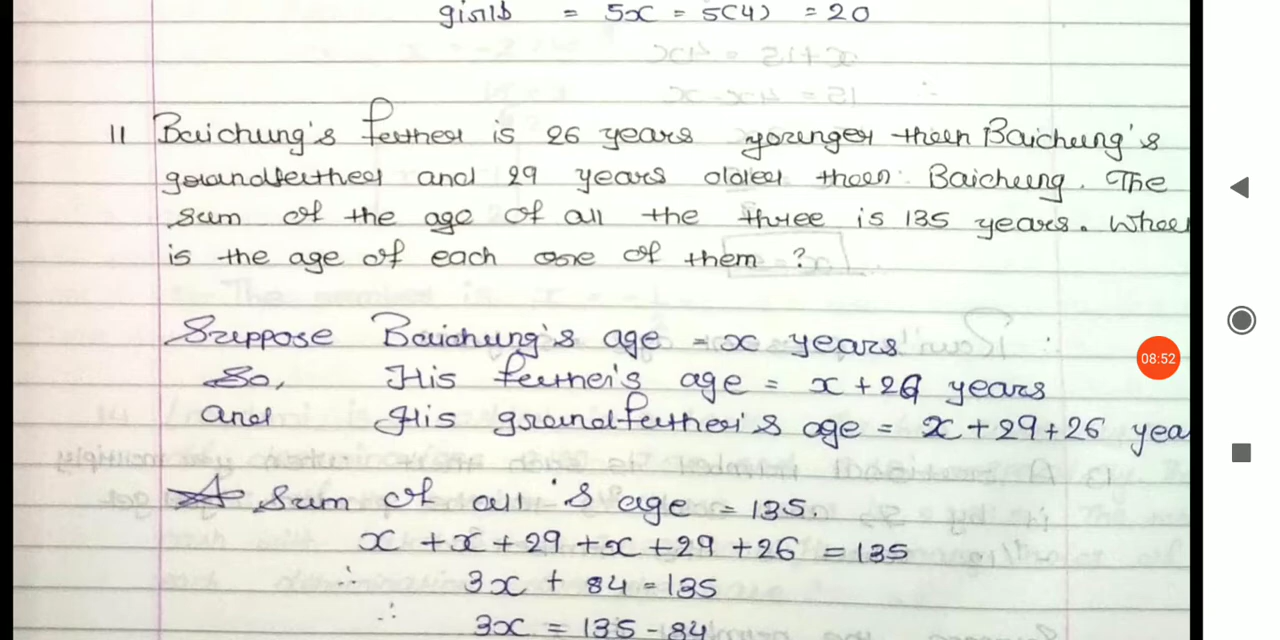 girls = 5x = 5(4) = 20
11 Baichung's father is 26 years younger than Baichung's
grandfather and 29 years older than Baichung. The
sum of the age of all the three is 135 years. What
is the age of each one of them ?
Suppose Baichung's age = x years
So, His father's age = x + 29 years
and His grandfather's age = x + 29 + 26 yea
08:52
Sum of all's age = 135.
x + x + 29 + x + 29 + 26 = 135
∴ 3x + 84 = 135
∴ 3x = 135 - 84